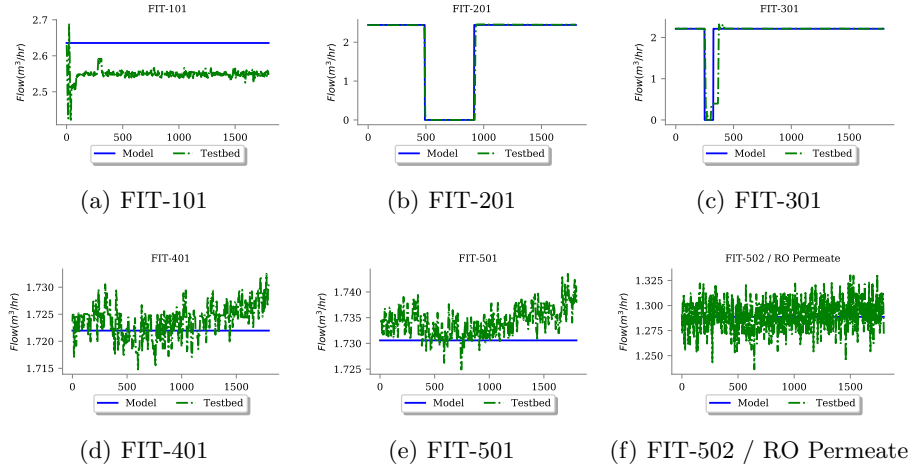 FIT-101
Flow(m³/hr)
2.7
2.6
2.5
0 500 1000 1500
Model Testbed
(a) FIT-101
FIT-201
Flow(m³/hr)
2
1
0
0 500 1000 1500
Model Testbed
(b) FIT-201
FIT-301
Flow(m³/hr)
2
1
0
0 500 1000 1500
Model Testbed
(c) FIT-301
FIT-401
Flow(m³/hr)
1.730
1.725
1.720
1.715
0 500 1000 1500
Model Testbed
(d) FIT-401
FIT-501
Flow(m³/hr)
1.740
1.735
1.730
1.725
0 500 1000 1500
Model Testbed
(e) FIT-501
FIT-502 / RO Permeate
Flow(m³/hr)
1.325
1.300
1.275
1.250
0 500 1000 1500
Model Testbed
(f) FIT-502 / RO Permeate